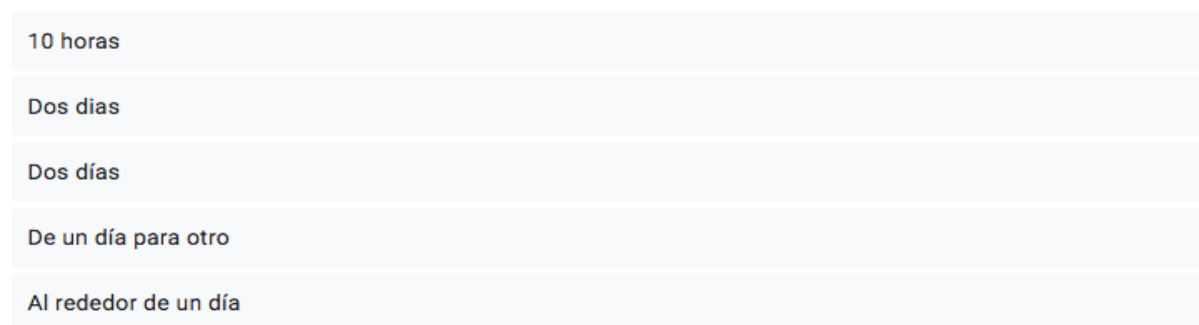 10 horas
Dos dias
Dos días
De un día para otro
Al rededor de un día